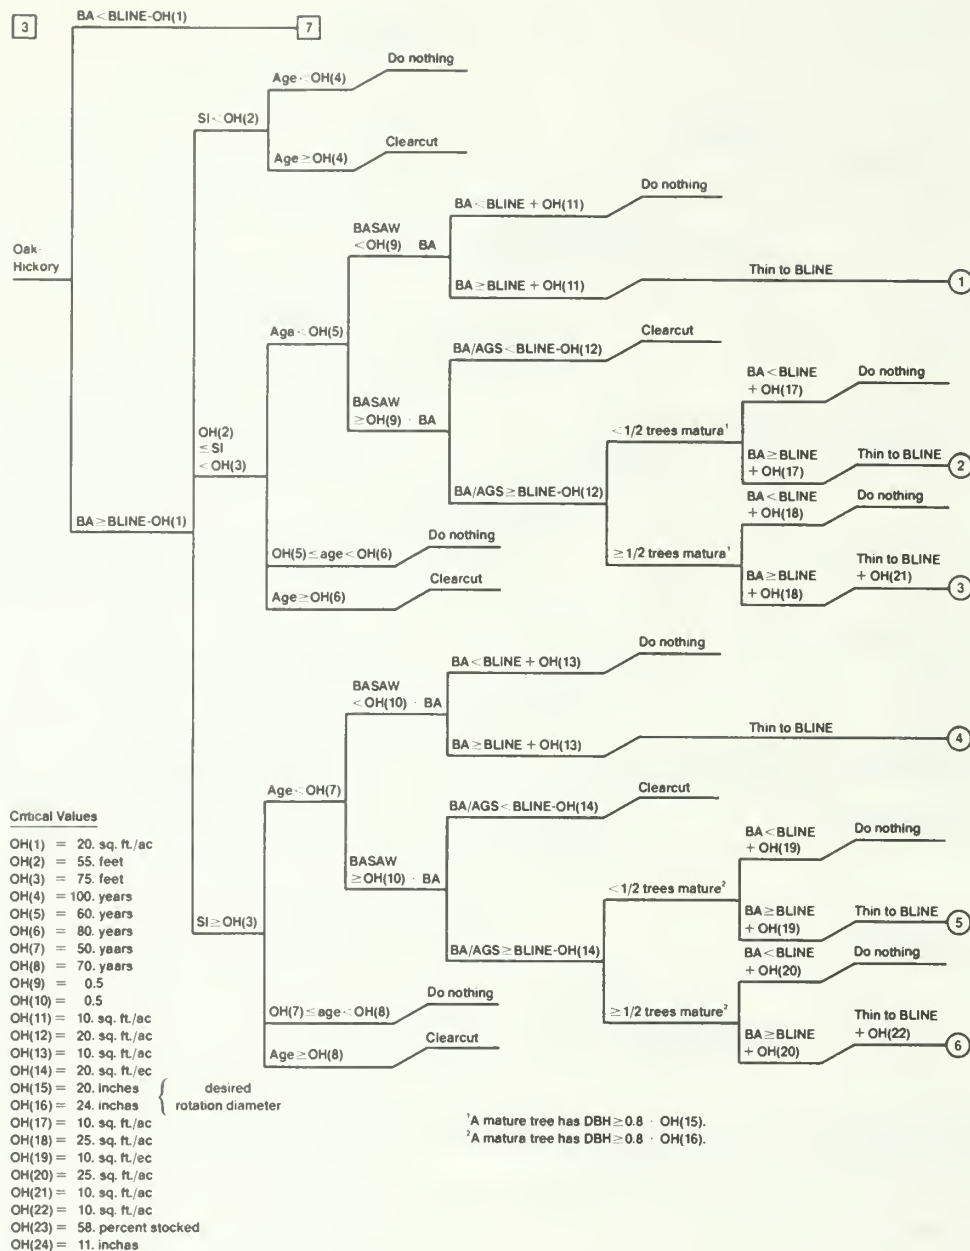 3
BA<BLINE-OH(1)
7
Do nothing
Age<OH(4)
SI<OH(2)
Clearcut
Age≥OH(4)
Do nothing
BA<BLINE + OH(11)
BASAW
<OH(9) · BA
Oak-
Hickory
Thin to BLINE
1
BA≥BLINE + OH(11)
Age<OH(5)
Clearcut
BA/AGS<BLINE-OH(12)
BA<BLINE
+ OH(17)
Do nothing
BASAW
≥OH(9) · BA
<1/2 trees matura¹
OH(2)
≤SI
<OH(3)
BA≥BLINE
+ OH(17)
Thin to BLINE
2
BA/AGS≥BLINE-OH(12)
BA<BLINE
+ OH(18)
Do nothing
BA≥BLINE-OH(1)
≥1/2 trees matura¹
Do nothing
OH(5)≤age<OH(6)
Thin to BLINE
+ OH(21)
BA≥BLINE
+ OH(18)
3
Clearcut
Age≥OH(6)
Do nothing
BA<BLINE + OH(13)
BASAW
<OH(10) · BA
Thin to BLINE
4
BA≥BLINE + OH(13)
Age<OH(7)
Clearcut
BA/AGS<BLINE-OH(14)
BA<BLINE
+ OH(19)
Do nothing
BASAW
≥OH(10) · BA
<1/2 trees mature²
SI≥OH(3)
BA≥BLINE
+ OH(19)
Thin to BLINE
5
BA/AGS≥BLINE-OH(14)
BA<BLINE
+ OH(20)
Do nothing
≥1/2 trees mature²
Do nothing
OH(7)≤age<OH(8)
Thin to BLINE
+ OH(22)
BA≥BLINE
+ OH(20)
6
Clearcut
Age≥OH(8)
Critical Values
OH(1) = 20. sq. ft./ac
OH(2) = 55. feet
OH(3) = 75. feet
OH(4) = 100. years
OH(5) = 60. years
OH(6) = 80. years
OH(7) = 50. yaars
OH(8) = 70. yaars
OH(9) = 0.5
OH(10) = 0.5
OH(11) = 10. sq. ft./ac
OH(12) = 20. sq. ft./ac
OH(13) = 10. sq. ft./ac
OH(14) = 20. sq. ft./ec
OH(15) = 20. inches
OH(16) = 24. inchas
desired
rotation diameter
OH(17) = 10. sq. ft./ac
OH(18) = 25. sq. ft./ac
OH(19) = 10. sq. ft./ec
OH(20) = 25. sq. ft./ac
OH(21) = 10. sq. ft./ac
OH(22) = 10. sq. ft./ac
OH(23) = 58. percent stocked
OH(24) = 11. inchas
¹A mature tree has DBH≥0.8 · OH(15).
²A matura tree has DBH≥0.8 · OH(16).